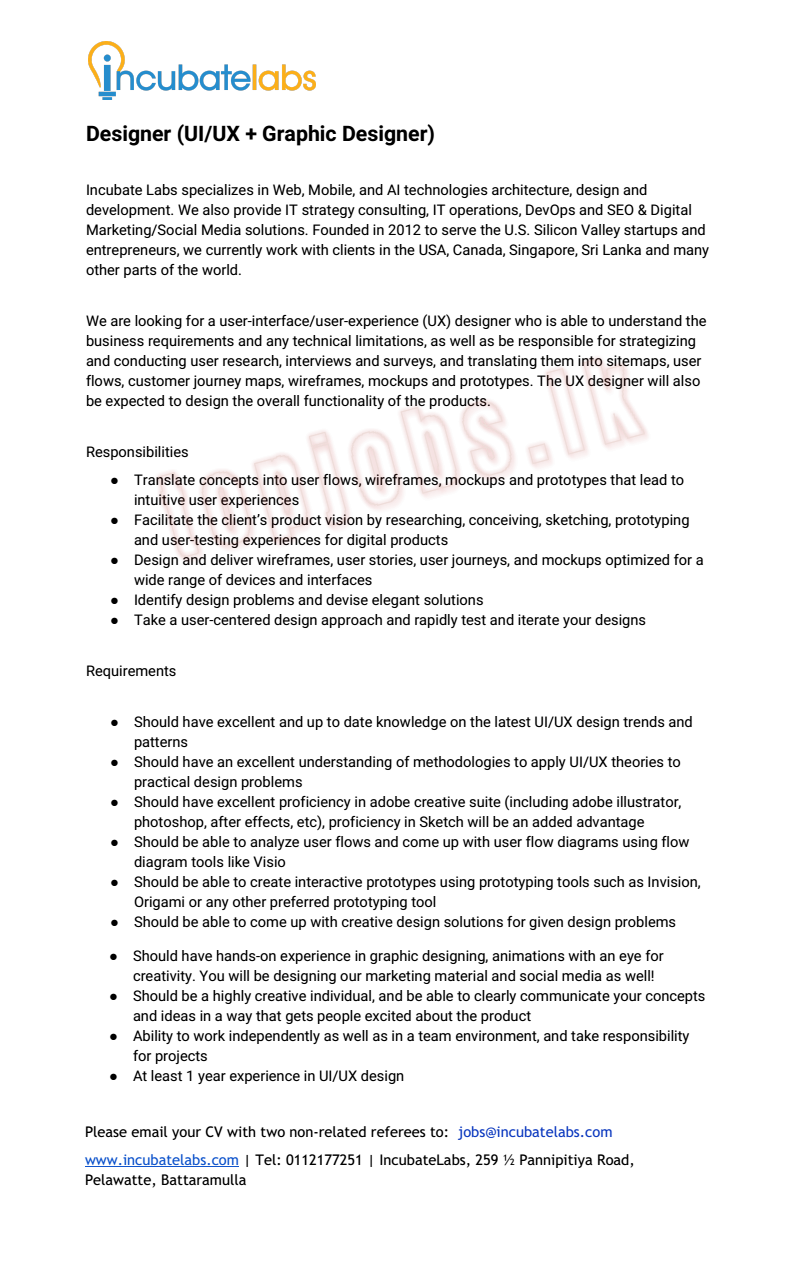 incubatelabs
Designer (UI/UX + Graphic Designer)
Incubate Labs specializes in Web, Mobile, and AI technologies architecture, design and
development. We also provide IT strategy consulting, IT operations, DevOps and SEO & Digital
Marketing/Social Media solutions. Founded in 2012 to serve the U.S. Silicon Valley startups and
entrepreneurs, we currently work with clients in the USA, Canada, Singapore, Sri Lanka and many
other parts of the world.
We are looking for a user-interface/user-experience (UX) designer who is able to understand the
business requirements and any technical limitations, as well as be responsible for strategizing
and conducting user research, interviews and surveys, and translating them into sitemaps, user
flows, customer journey maps, wireframes, mockups and prototypes. The UX designer will also
be expected to design the overall functionality of the products.
topjobs.lk
Responsibilities
● Translate concepts into user flows, wireframes, mockups and prototypes that lead to
intuitive user experiences
● Facilitate the client’s product vision by researching, conceiving, sketching, prototyping
and user-testing experiences for digital products
● Design and deliver wireframes, user stories, user journeys, and mockups optimized for a
wide range of devices and interfaces
● Identify design problems and devise elegant solutions
● Take a user-centered design approach and rapidly test and iterate your designs
Requirements
● Should have excellent and up to date knowledge on the latest UI/UX design trends and
patterns
● Should have an excellent understanding of methodologies to apply UI/UX theories to
practical design problems
● Should have excellent proficiency in adobe creative suite (including adobe illustrator,
photoshop, after effects, etc), proficiency in Sketch will be an added advantage
● Should be able to analyze user flows and come up with user flow diagrams using flow
diagram tools like Visio
● Should be able to create interactive prototypes using prototyping tools such as Invision,
Origami or any other preferred prototyping tool
● Should be able to come up with creative design solutions for given design problems
● Should have hands-on experience in graphic designing, animations with an eye for
creativity. You will be designing our marketing material and social media as well!
● Should be a highly creative individual, and be able to clearly communicate your concepts
and ideas in a way that gets people excited about the product
● Ability to work independently as well as in a team environment, and take responsibility
for projects
● At least 1 year experience in UI/UX design
Please email your CV with two non-related referees to: jobs@incubatelabs.com
www.incubatelabs.com | Tel: 0112177251 | IncubateLabs, 259 ½ Pannipitiya Road,
Pelawatte, Battaramulla